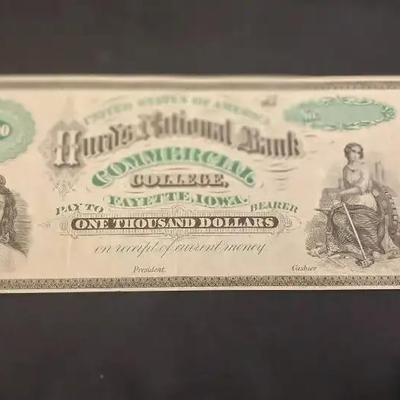 UNITED STATES OF AMERICA
Hurd's National Bank
COMMERCIAL
COLLEGE,
FAYETTE, IOWA.
PAY TO BEARER
ONE THOUSAND DOLLARS
on receipt of current money
President. Cashier